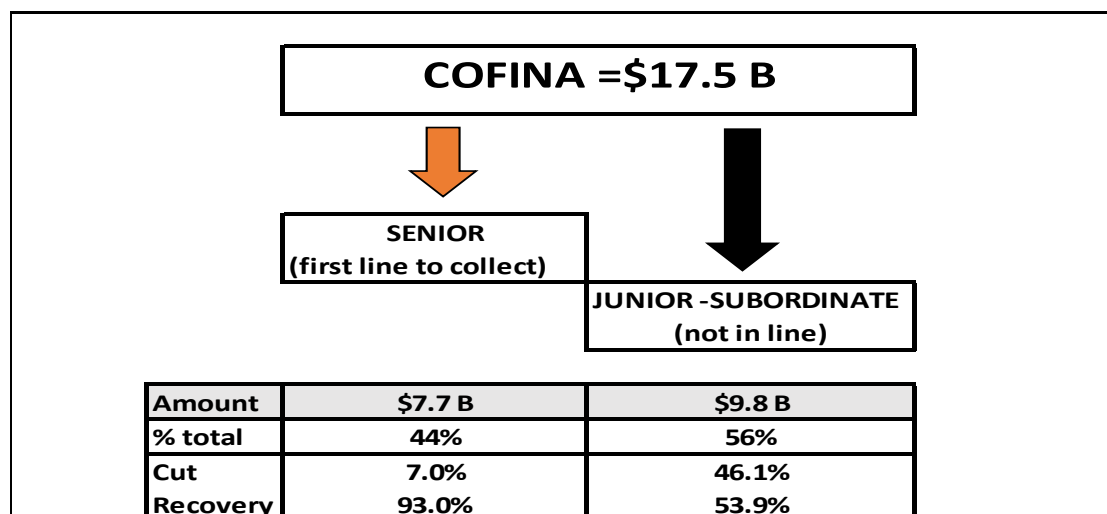 COFINA =$17.5 B
SENIOR
(first line to collect)
JUNIOR -SUBORDINATE
(not in line)
Amount $7.7 B $9.8 B
% total 44% 56%
Cut 7.0% 46.1%
Recovery 93.0% 53.9%